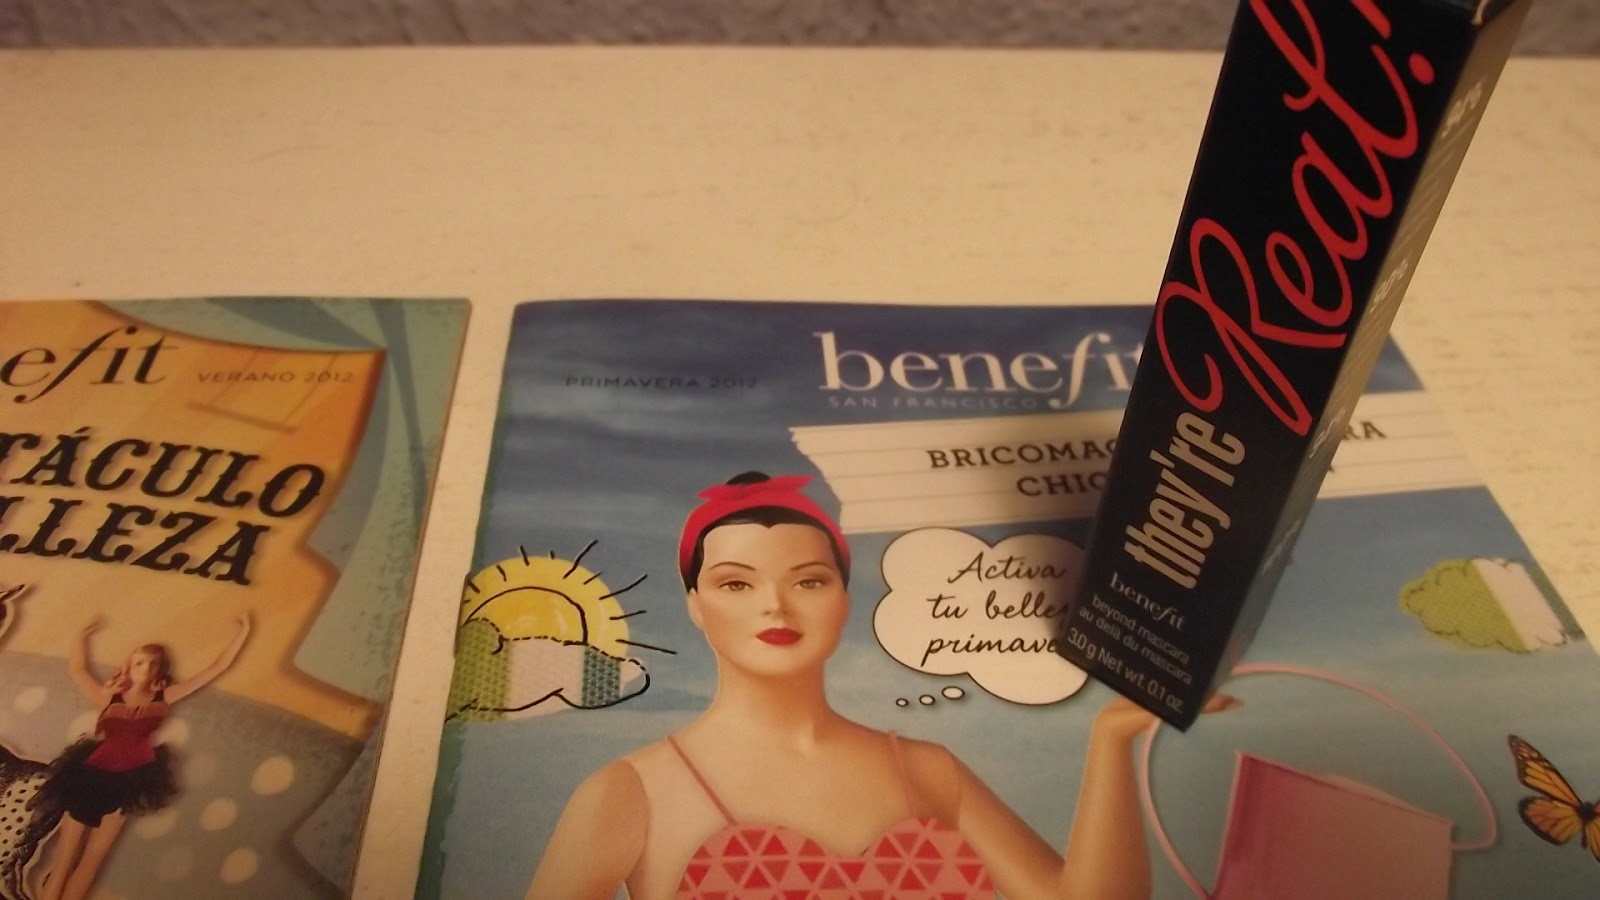 efit
VERANO 2012
TÁCULO
LLEZA
PRIMAVERA 2012
benefit
SAN FRANCISCO
BRICOMAQ RA
CHIC
Activa
tu belle
primave
they're Real!
benefit
beyond mascara
au delà du mascara
3.0 g Net wt. 0.1 oz.